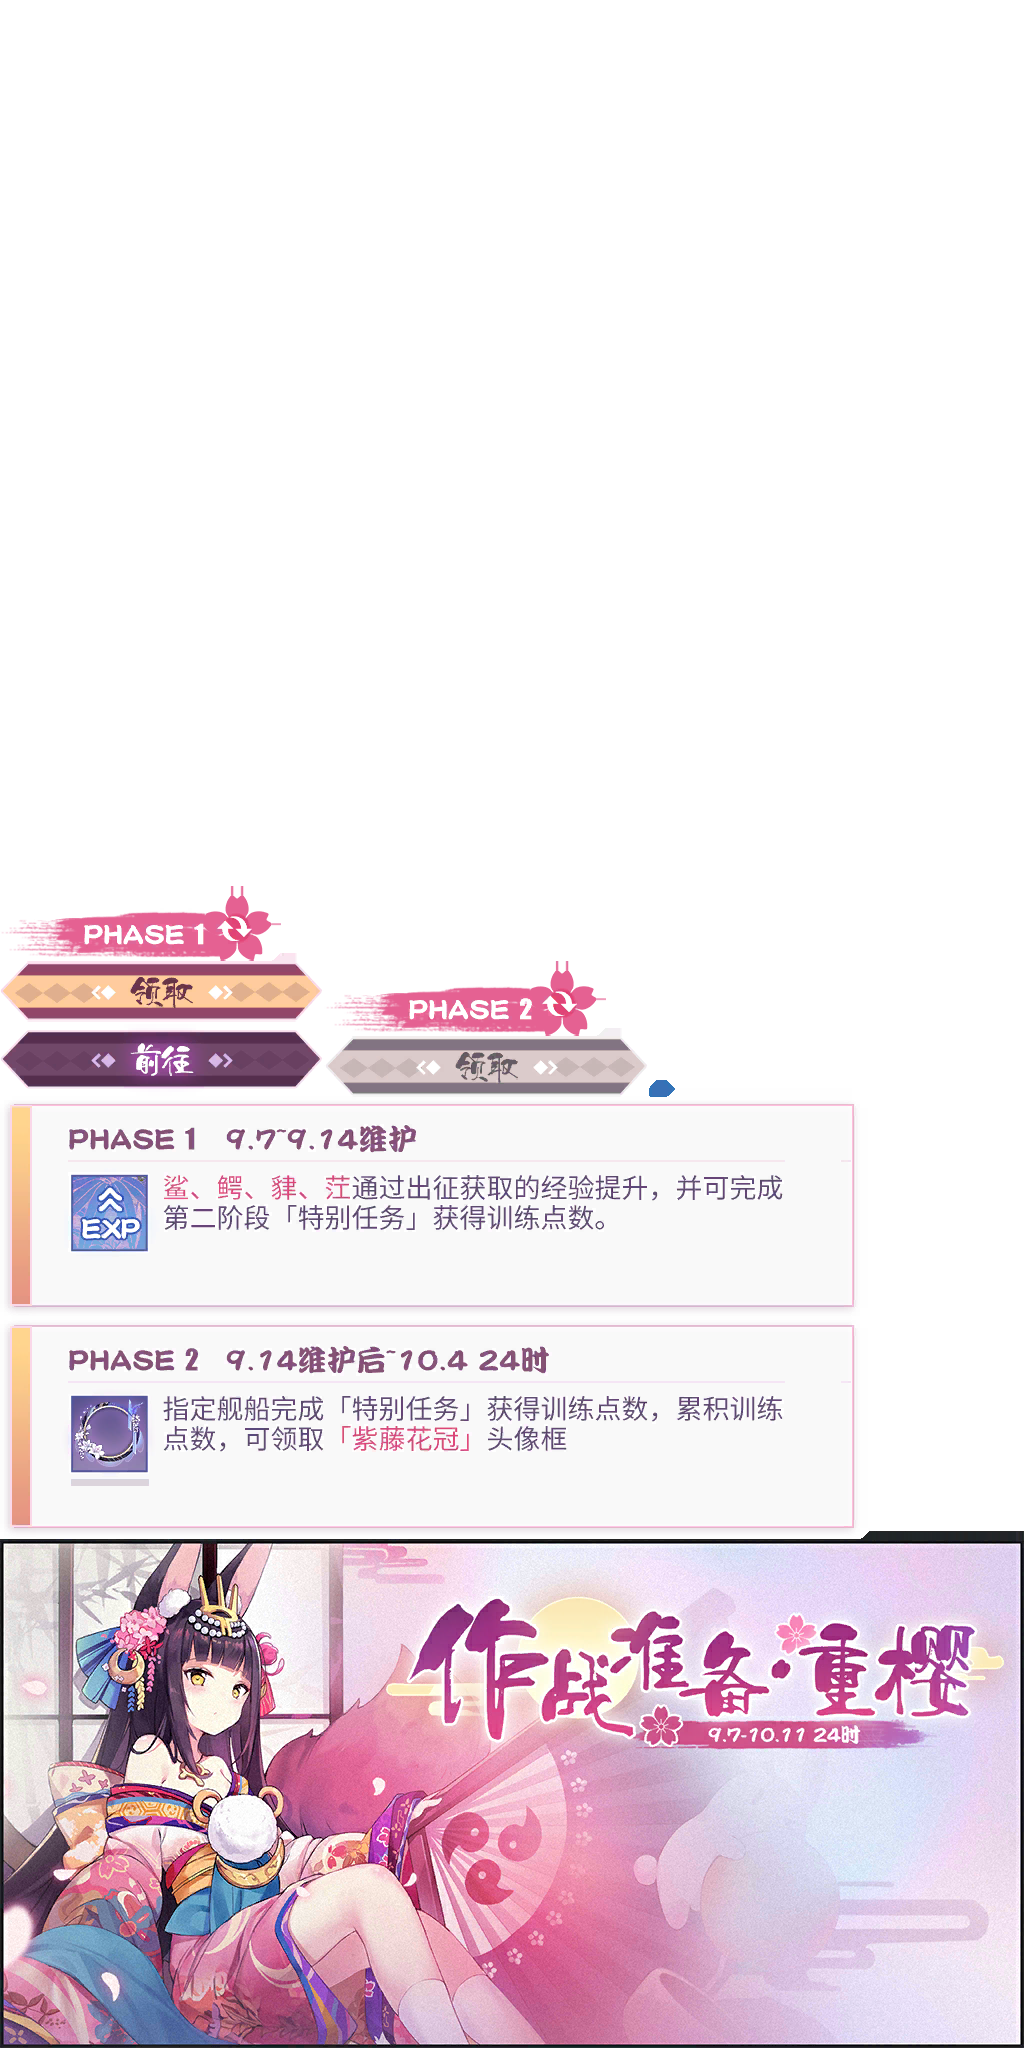 PHASE 1
领取
前往
PHASE 2
领取
PHASE 1 9.7~9.14维护
EXP
鲨、鳄、貄、茳通过出征获取的经验提升，并可完成
第二阶段「特别任务」获得训练点数。
PHASE 2 9.14维护后~10.4 24时
指定舰船完成「特别任务」获得训练点数，累积训练
点数，可领取「紫藤花冠」头像框
作战准备·重樱
9.7-10.11 24时